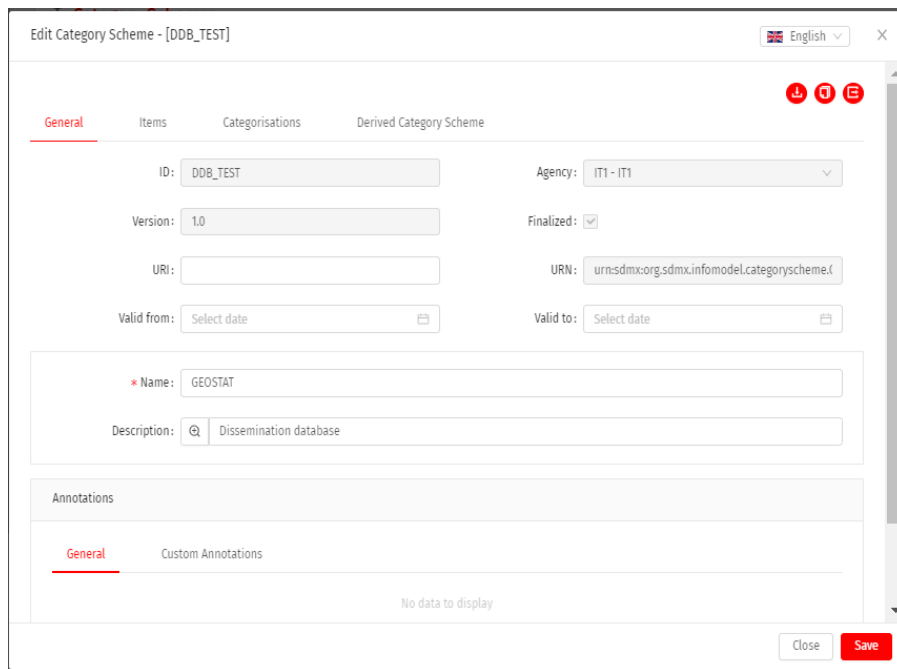 Edit Category Scheme - [DDB_TEST]
English
General Items Categorisations Derived Category Scheme
ID: DDB_TEST Agency: IT1 - IT1
Version: 1.0 Finalized:
URI: URN: urn:sdmx:org.sdmx.infomodel.categoryscheme.(
Valid from: Select date Valid to: Select date
* Name: GEOSTAT
Description: Dissemination database
Annotations
General Custom Annotations
No data to display
Close Save